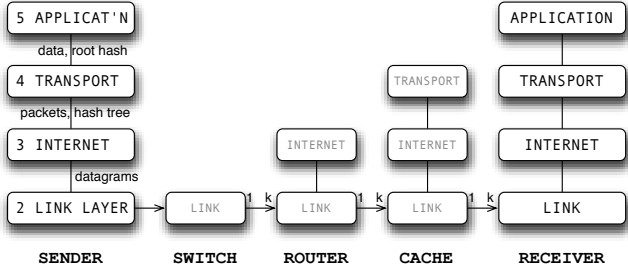 5 APPLICAT'N
APPLICATION
data, root hash
4 TRANSPORT
TRANSPORT
TRANSPORT
packets, hash tree
3 INTERNET
INTERNET
INTERNET
INTERNET
datagrams
2 LINK LAYER
LINK
1 k
LINK
1 k
LINK
1 k
LINK
SENDER
SWITCH
ROUTER
CACHE
RECEIVER